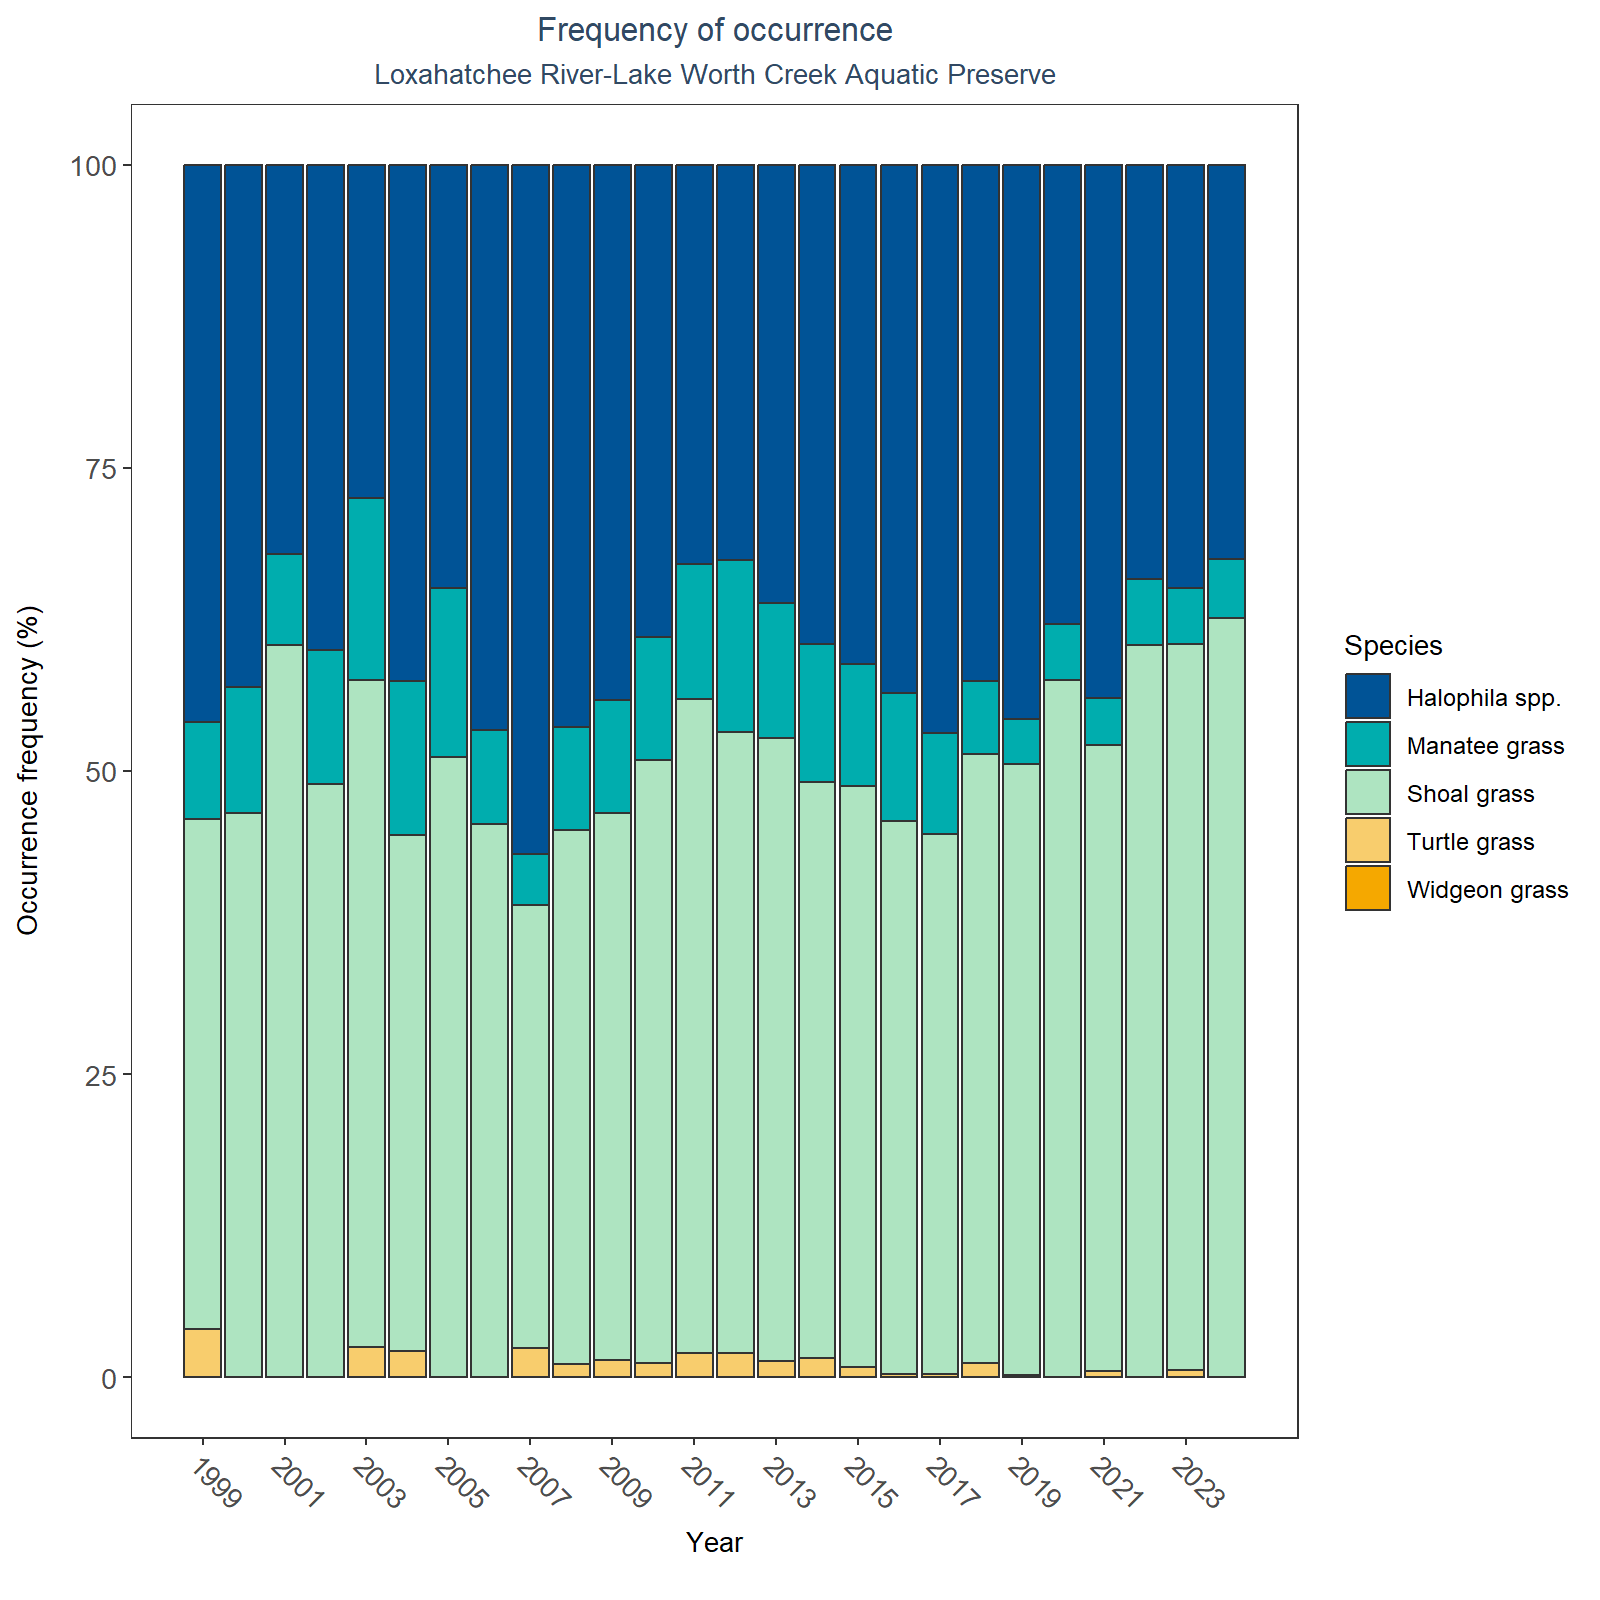 Frequency of occurrence
Loxahatchee River-Lake Worth Creek Aquatic Preserve
Occurrence frequency (%)
100
75
50
25
0
1999
2001
2003
2005
2007
2009
2011
2013
2015
2017
2019
2021
2023
Year
Species
Halophila spp.
Manatee grass
Shoal grass
Turtle grass
Widgeon grass